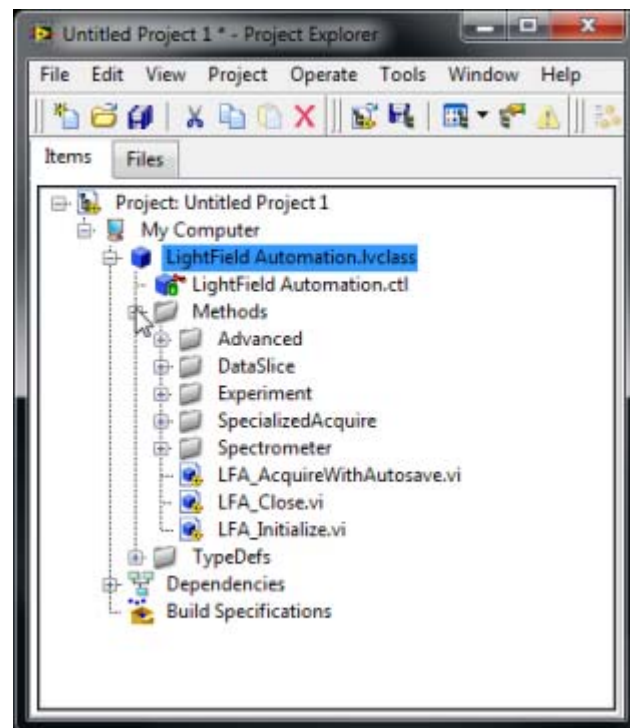 Untitled Project 1 * - Project Explorer
File Edit View Project Operate Tools Window Help
Items Files
Project: Untitled Project 1
My Computer
LightField Automation.lvclass
LightField Automation.ctl
Methods
Advanced
DataSlice
Experiment
SpecializedAcquire
Spectrometer
LFA_AcquireWithAutosave.vi
LFA_Close.vi
LFA_Initialize.vi
TypeDefs
Dependencies
Build Specifications